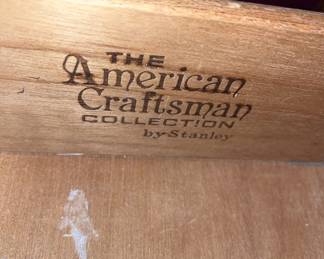 THE
American
Craftsman
COLLECTION
by Stanley